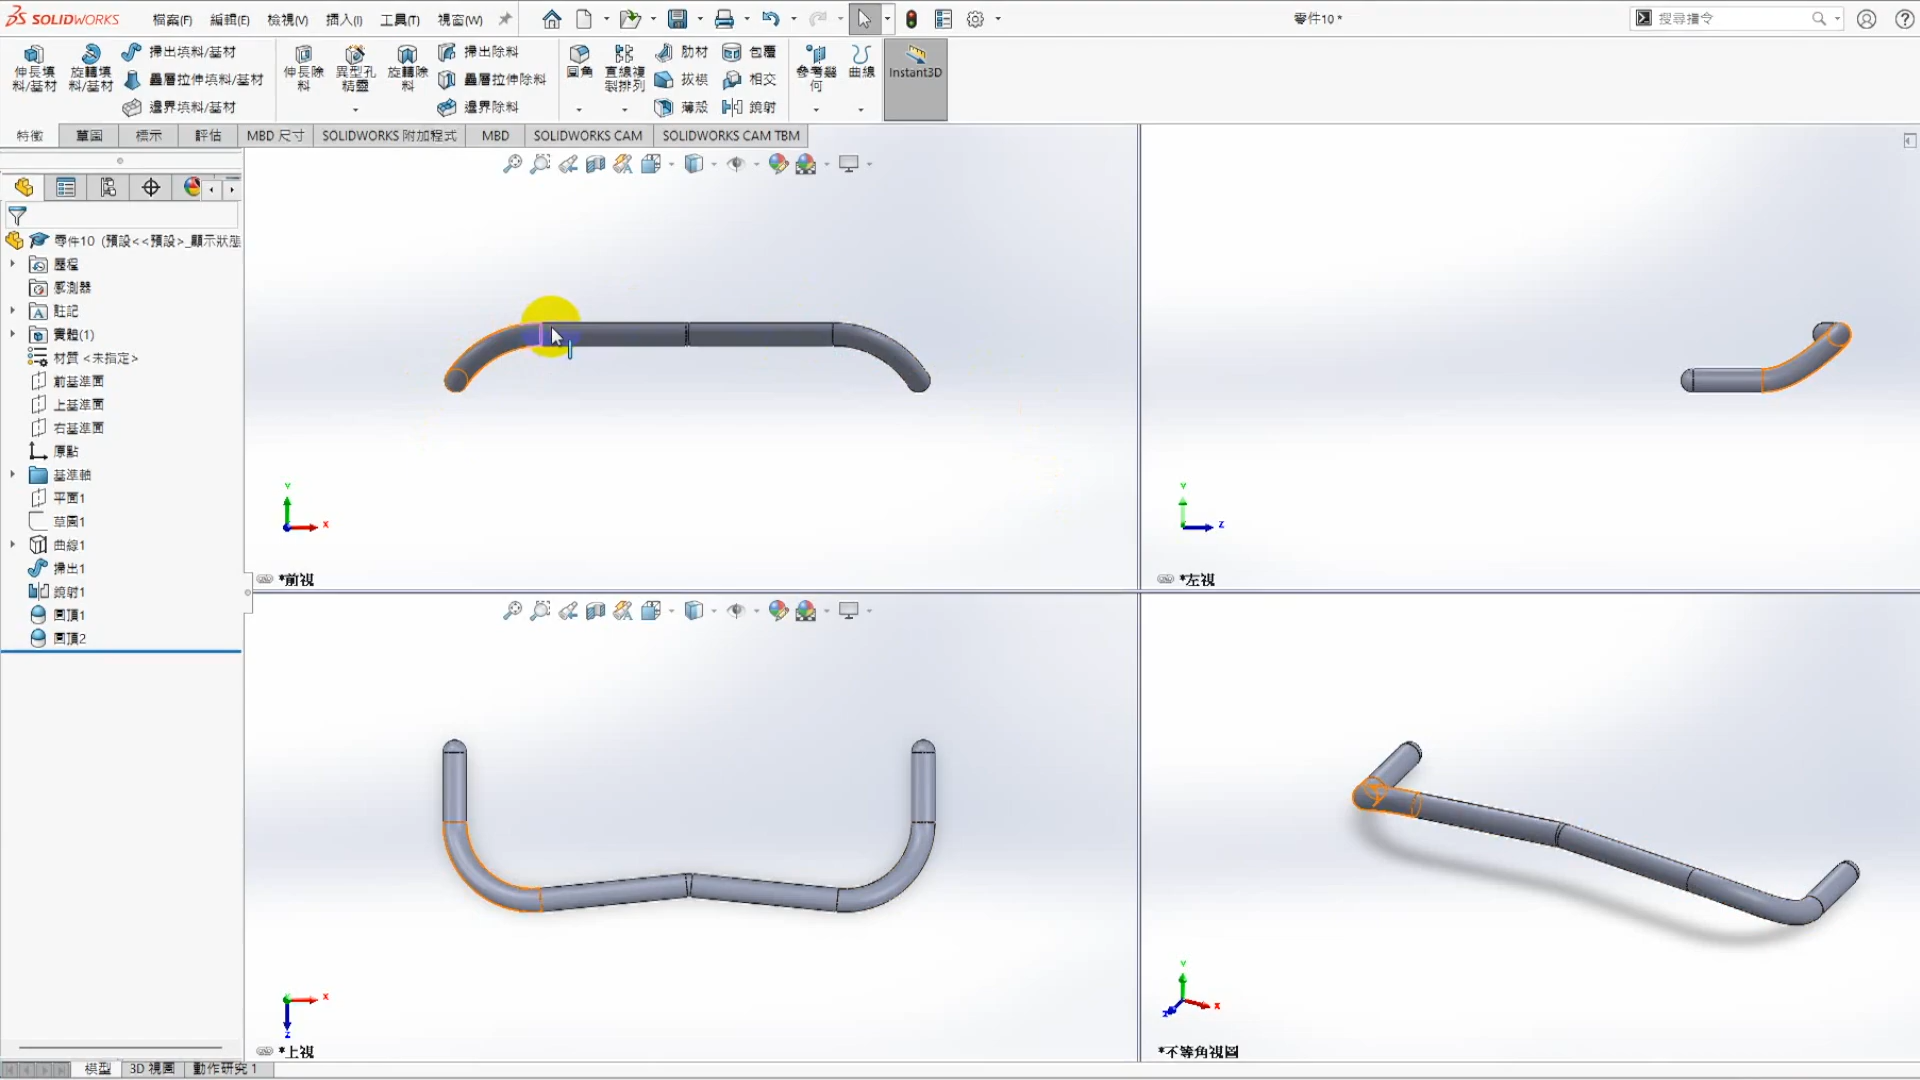 SOLIDWORKS 檔案(F) 編輯(E) 檢視(V) 插入(I) 工具(T) 視窗(W) 零件10 * 搜尋指令
伸長填料/基材 旋轉填料/基材 掃出填料/基材 疊層拉伸填料/基材 邊界填料/基材
伸長除料 異型孔精靈 旋轉除料 掃出除料 疊層拉伸除料 邊界除料
圓角 直線複製排列 肋材 拔模 薄殼 包覆 相交 鏡射
參考幾何 曲線 Instant3D
特徵 草圖 標示 評估 MBD 尺寸 SOLIDWORKS 附加程式 MBD SOLIDWORKS CAM SOLIDWORKS CAM TBM
零件10 (預設<<預設>_顯示狀態
歷程
感測器
註記
實體(1)
材質 <未指定>
前基準面
上基準面
右基準面
原點
基準軸
平面1
草圖1
曲線1
掃出1
鏡射1
圓頂1
圓頂2
Y
X
*前視
Y
Z
*左視
X
Z
*上視
Y
X
Z
*不等角視圖
模型 3D 視圖 動作研究 1